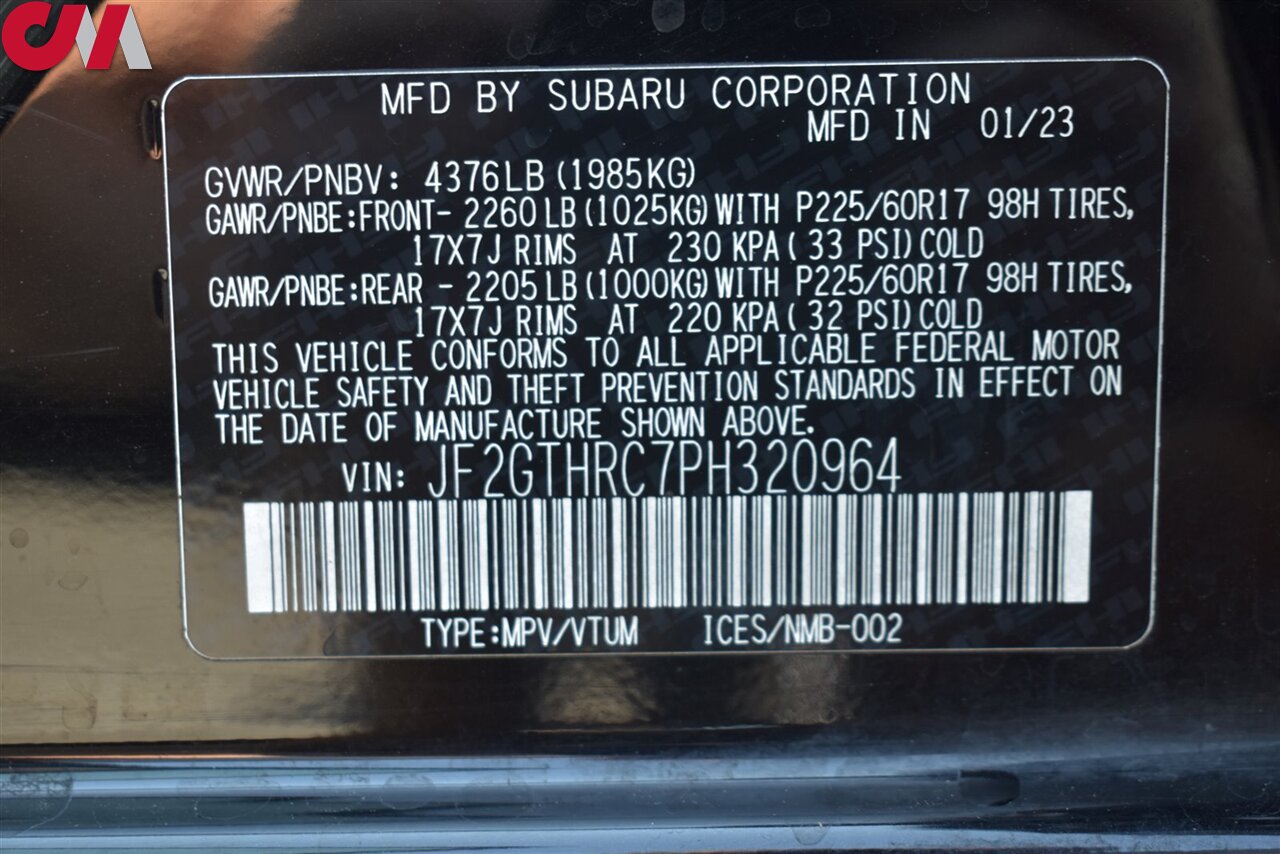 CM
MFD BY SUBARU CORPORATION
MFD IN 01/23
GVWR/PNBV: 4376LB (1985KG)
GAWR/PNBE:FRONT- 2260 LB (1025KG) WITH P225/60R17 98H TIRES,
17X7J RIMS AT 230 KPA ( 33 PSI) COLD
GAWR/PNBE:REAR - 2205 LB (1000KG) WITH P225/60R17 98H TIRES,
17X7J RIMS AT 220 KPA ( 32 PSI) COLD
THIS VEHICLE CONFORMS TO ALL APPLICABLE FEDERAL MOTOR
VEHICLE SAFETY AND THEFT PREVENTION STANDARDS IN EFFECT ON
THE DATE OF MANUFACTURE SHOWN ABOVE.
VIN: JF2GTHRC7PH320964
TYPE:MPV/VTUM ICES/NMB-002